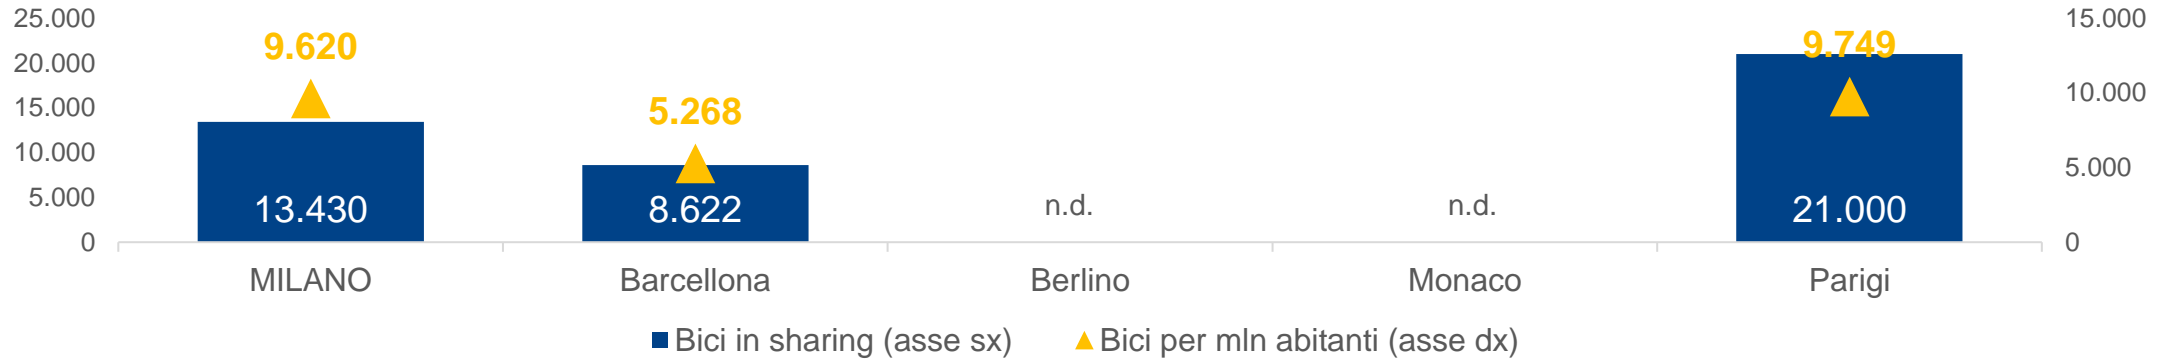 25.000
20.000
15.000
10.000
5.000
0
15.000
10.000
5.000
0
9.620
5.268
9.749
13.430
8.622
n.d.
n.d.
21.000
MILANO
Barcellona
Berlino
Monaco
Parigi
Bici in sharing (asse sx)
Bici per mln abitanti (asse dx)